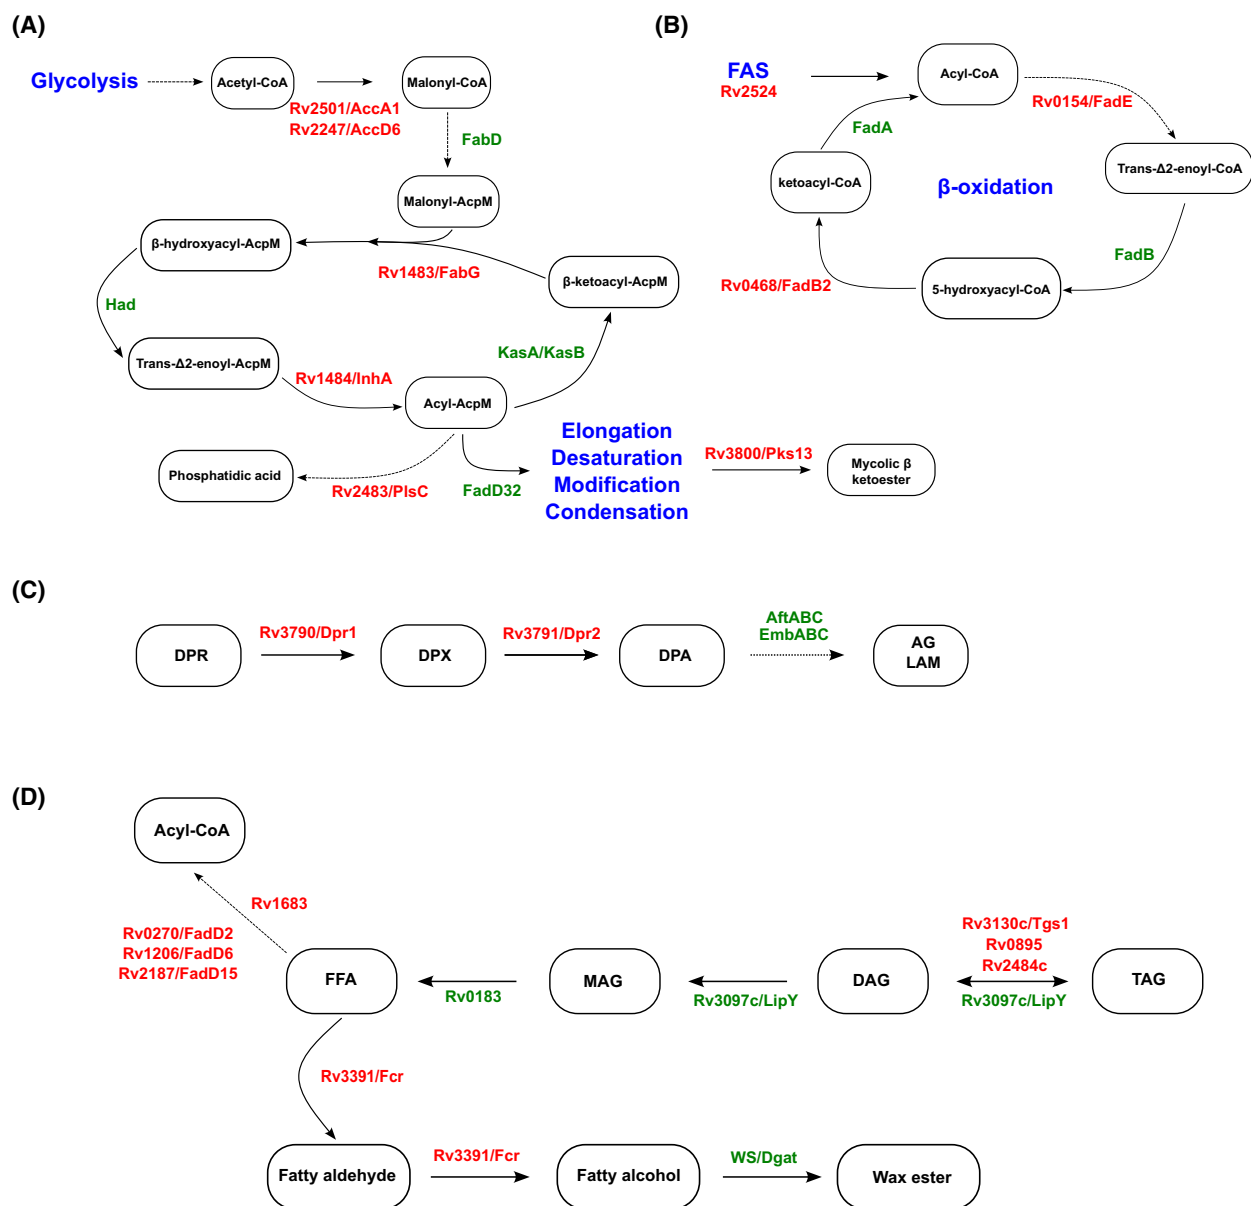 (A)
Glycolysis
Acetyl-CoA
Malonyl-CoA
Rv2501/AccA1
Rv2247/AccD6
FabD
Malonyl-AcpM
β-hydroxyacyl-AcpM
Rv1483/FabG
β-ketoacyl-AcpM
Had
Trans-Δ2-enoyl-AcpM
Rv1484/InhA
Acyl-AcpM
KasA/KasB
Phosphatidic acid
Rv2483/PlsC
FadD32
Elongation
Desaturation
Modification
Condensation
Rv3800/Pks13
Mycolic β
ketoester
(B)
FAS
Rv2524
Acyl-CoA
Rv0154/FadE
FadA
ketoacyl-CoA
β-oxidation
Trans-Δ2-enoyl-CoA
FadB
Rv0468/FadB2
5-hydroxyacyl-CoA
(C)
DPR
Rv3790/Dpr1
DPX
Rv3791/Dpr2
DPA
AftABC
EmbABC
AG
LAM
(D)
Acyl-CoA
Rv1683
Rv0270/FadD2
Rv1206/FadD6
Rv2187/FadD15
FFA
Rv0183
MAG
Rv3097c/LipY
DAG
Rv3130c/Tgs1
Rv0895
Rv2484c
Rv3097c/LipY
TAG
Rv3391/Fcr
Fatty aldehyde
Rv3391/Fcr
Fatty alcohol
WS/Dgat
Wax ester